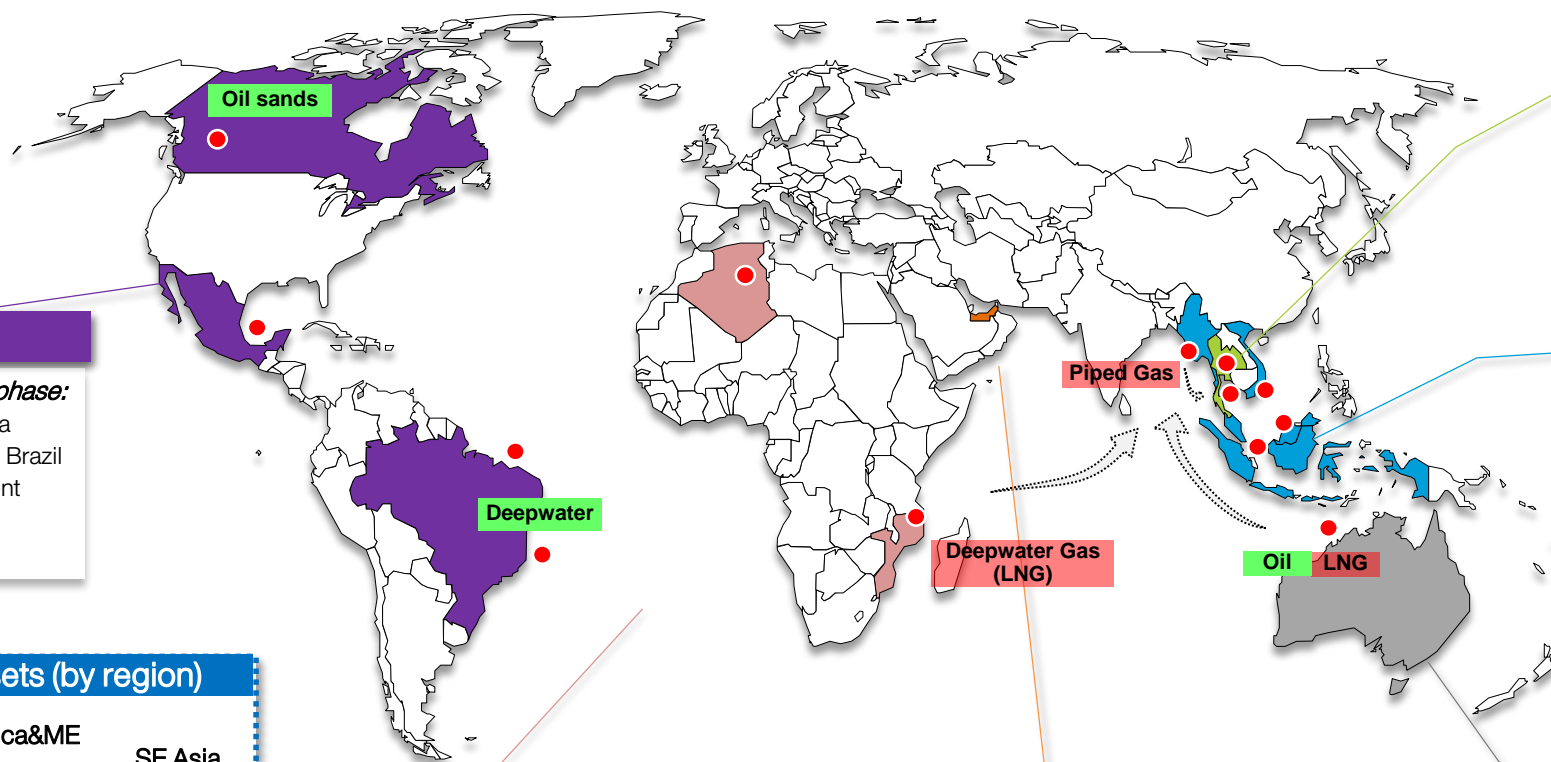 Oil sands
phase:
a
Brazil
nt
Deepwater
Piped Gas
Deepwater Gas
(LNG)
Oil
LNG
sets (by region)
ca&ME
SE Asia